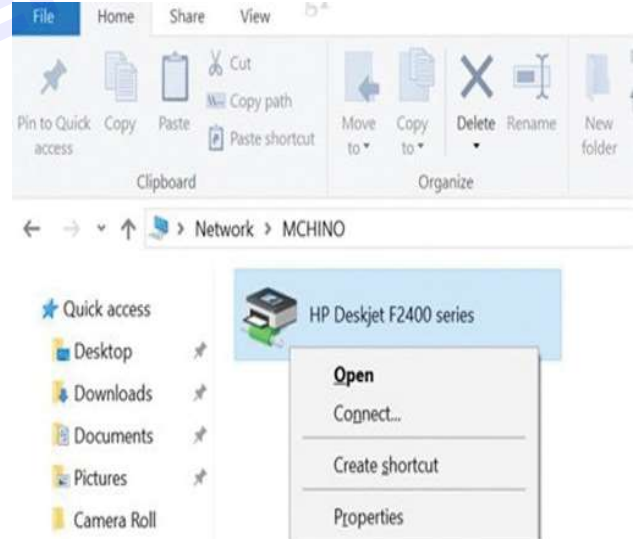 File Home Share View
Cut
Copy path
Paste shortcut
Pin to Quick access
Copy
Paste
Move to
Copy to
Delete
Rename
New folder
Clipboard
Organize
Network > MCHINO
Quick access
HP Deskjet F2400 series
Desktop
Open
Downloads
Connect...
Documents
Create shortcut
Pictures
Camera Roll
Properties